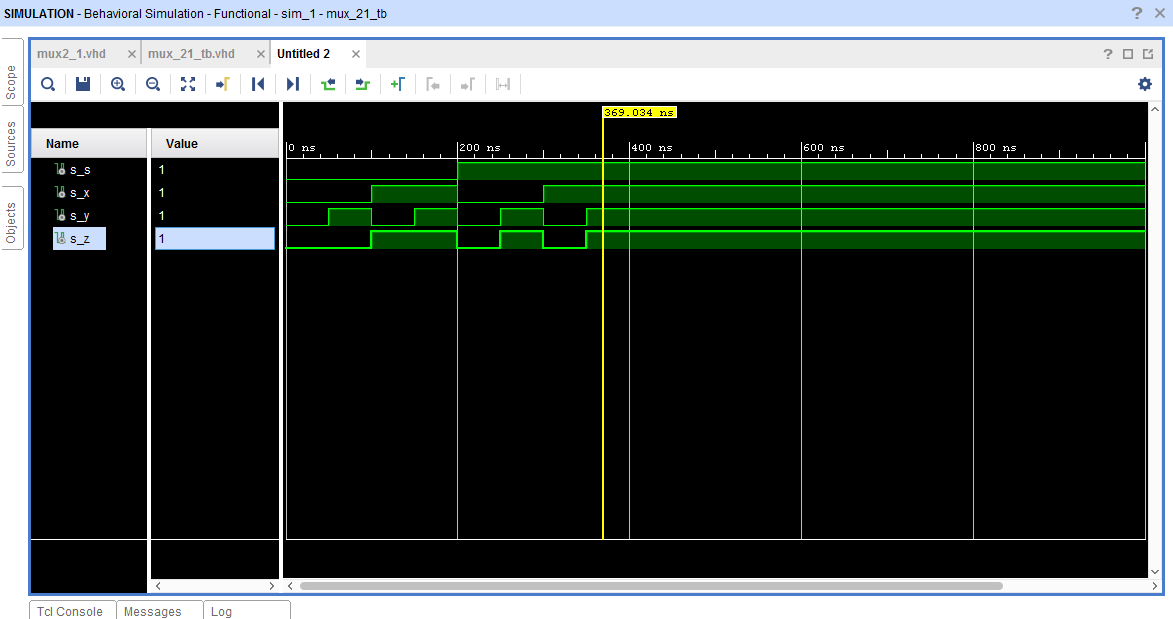 SIMULATION - Behavioral Simulation - Functional - sim_1 - mux_21_tb
mux2_1.vhd
mux_21_tb.vhd
Untitled 2
Scope
Sources
Objects
369.034 ns
Name
Value
0 ns
200 ns
400 ns
600 ns
800 ns
s_s
1
s_x
1
s_y
1
s_z
1
Tcl Console
Messages
Log